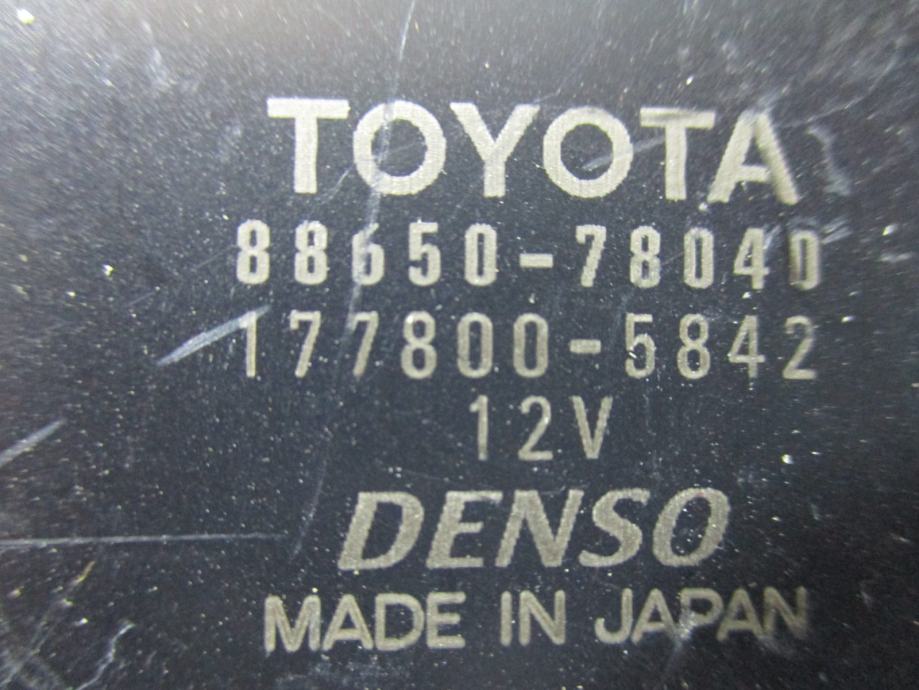 TOYOTA
88650-78040
177800-5842
12V
DENSO
MADE IN JAPAN